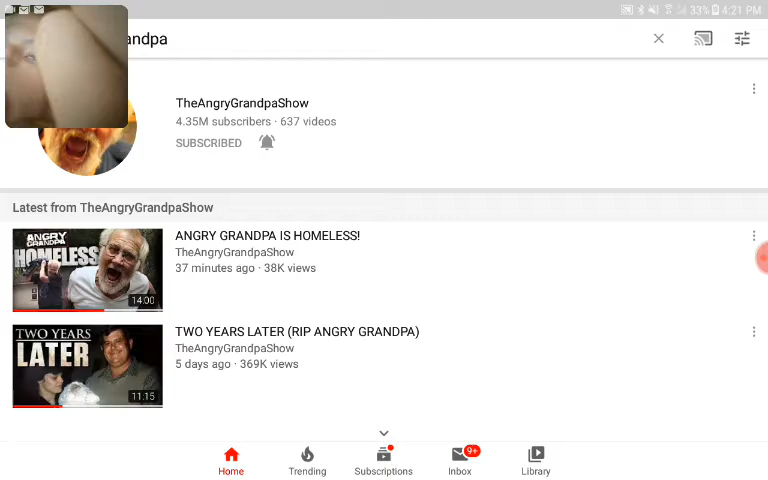 33% 4:21 PM
andpa
TheAngryGrandpaShow
4.35M subscribers · 637 videos
SUBSCRIBED
Latest from TheAngryGrandpaShow
ANGRY GRANDPA HOMELESS
14:00
ANGRY GRANDPA IS HOMELESS!
TheAngryGrandpaShow
37 minutes ago · 38K views
TWO YEARS
LATER
11:15
TWO YEARS LATER (RIP ANGRY GRANDPA)
TheAngryGrandpaShow
5 days ago · 369K views
9+
Home Trending Subscriptions Inbox Library